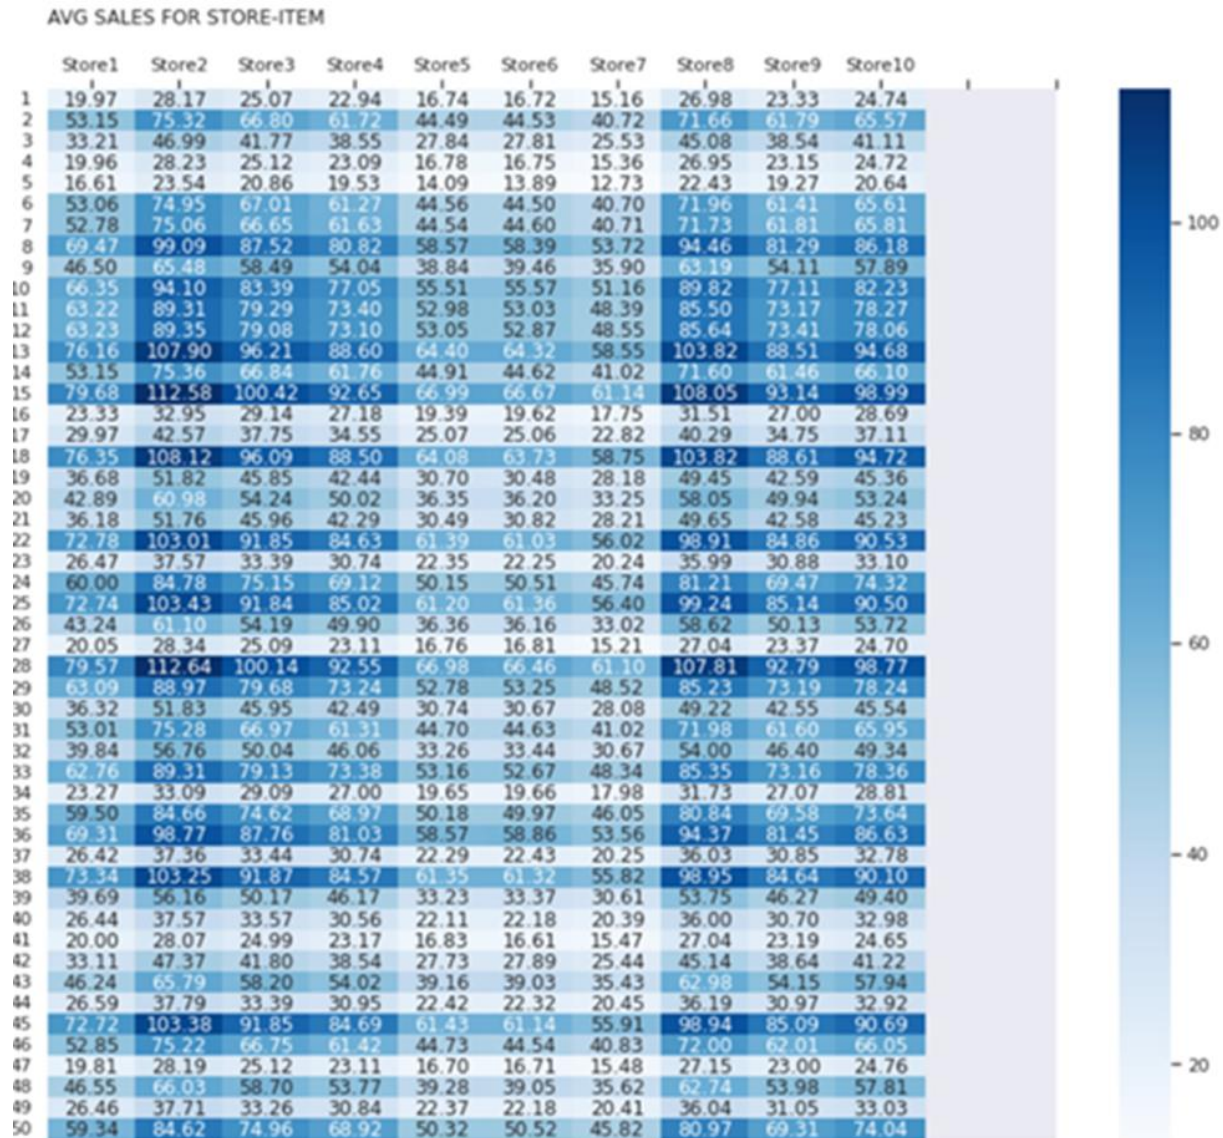 AVG SALES FOR STORE-ITEM
Store1 Store2 Store3 Store4 Store5 Store6 Store7 Store8 Store9 Store10
1 19.97 28.17 25.07 22.94 16.74 16.72 15.16 26.98 23.33 24.74
2 53.15 75.32 66.80 61.72 44.49 44.53 40.72 71.66 61.79 65.57
3 33.21 46.99 41.77 38.55 27.84 27.81 25.53 45.08 38.54 41.11
4 19.96 28.23 25.12 23.09 16.78 16.75 15.36 26.95 23.15 24.72
5 16.61 23.54 20.86 19.53 14.09 13.89 12.73 22.43 19.27 20.64
6 53.06 74.95 67.01 61.27 44.56 44.50 40.70 71.96 61.41 65.61
7 52.78 75.06 66.65 61.63 44.54 44.60 40.71 71.73 61.81 65.81
8 69.47 99.09 87.52 80.82 58.57 58.39 53.72 94.46 81.29 86.18 100
9 46.50 65.48 58.49 54.04 38.84 39.46 35.90 63.19 54.11 57.89
10 66.35 94.10 83.39 77.05 55.51 55.57 51.16 89.82 77.11 82.23
11 63.22 89.31 79.29 73.40 52.98 53.03 48.39 85.50 73.17 78.27
12 63.23 89.35 79.08 73.10 53.05 52.87 48.55 85.64 73.41 78.06
13 76.16 107.90 96.21 88.60 64.40 64.32 58.55 103.82 88.51 94.68
14 53.15 75.36 66.84 61.76 44.91 44.62 41.02 71.60 61.46 66.10
15 79.68 112.58 100.42 92.65 66.99 66.67 61.14 108.05 93.14 98.99
16 23.33 32.95 29.14 27.18 19.39 19.62 17.75 31.51 27.00 28.69
17 29.97 42.57 37.75 34.55 25.07 25.06 22.82 40.29 34.75 37.11 80
18 76.35 108.12 96.09 88.50 64.08 63.73 58.75 103.82 88.61 94.72
19 36.68 51.82 45.85 42.44 30.70 30.48 28.18 49.45 42.59 45.36
20 42.89 60.98 54.24 50.02 36.35 36.20 33.25 58.05 49.94 53.24
21 36.18 51.76 45.96 42.29 30.49 30.82 28.21 49.65 42.58 45.23
22 72.78 103.01 91.85 84.63 61.39 61.03 56.02 98.91 84.86 90.53
23 26.47 37.57 33.39 30.74 22.35 22.25 20.24 35.99 30.88 33.10
24 60.00 84.78 75.15 69.12 50.15 50.51 45.74 81.21 69.47 74.32
25 72.74 103.43 91.84 85.02 61.20 61.36 56.40 99.24 85.14 90.50
26 43.24 61.10 54.19 49.90 36.36 36.16 33.02 58.62 50.13 53.72
27 20.05 28.34 25.09 23.11 16.76 16.81 15.21 27.04 23.37 24.70 60
28 79.57 112.64 100.14 92.55 66.98 66.46 61.10 107.81 92.79 98.77
29 63.09 88.97 79.68 73.24 52.78 53.25 48.52 85.23 73.19 78.24
30 36.32 51.83 45.95 42.49 30.74 30.67 28.08 49.22 42.55 45.54
31 53.01 75.28 66.97 61.31 44.70 44.63 41.02 71.98 61.60 65.95
32 39.84 56.76 50.04 46.06 33.26 33.44 30.67 54.00 46.40 49.34
33 62.76 89.31 79.13 73.38 53.16 52.67 48.34 85.35 73.16 78.36
34 23.27 33.09 29.09 27.00 19.65 19.66 17.98 31.73 27.07 28.81
35 59.50 84.66 74.62 68.97 50.18 49.97 46.05 80.84 69.58 73.64
36 69.31 98.77 87.76 81.03 58.57 58.86 53.56 94.37 81.45 86.63
37 26.42 37.36 33.44 30.74 22.29 22.43 20.25 36.03 30.85 32.78 40
38 73.34 103.25 91.87 84.57 61.35 61.32 55.82 98.95 84.64 90.10
39 39.69 56.16 50.17 46.17 33.23 33.37 30.61 53.75 46.27 49.40
40 26.44 37.57 33.57 30.56 22.11 22.18 20.39 36.00 30.70 32.98
41 20.00 28.07 24.99 23.17 16.83 16.61 15.47 27.04 23.19 24.65
42 33.11 47.37 41.80 38.54 27.73 27.89 25.44 45.14 38.64 41.22
43 46.24 65.79 58.20 54.02 39.16 39.03 35.43 62.98 54.15 57.94
44 26.59 37.79 33.39 30.95 22.42 22.32 20.45 36.19 30.97 32.92
45 72.72 103.38 91.85 84.69 61.43 61.14 55.91 98.94 85.09 90.69
46 52.85 75.22 66.75 61.42 44.73 44.54 40.83 72.00 62.01 66.05
47 19.81 28.19 25.12 23.11 16.70 16.71 15.48 27.15 23.00 24.76 20
48 46.55 66.03 58.70 53.77 39.28 39.05 35.62 62.74 53.98 57.81
49 26.46 37.71 33.26 30.84 22.37 22.18 20.41 36.04 31.05 33.03
50 59.34 84.62 74.96 68.92 50.32 50.52 45.82 80.97 69.31 74.04